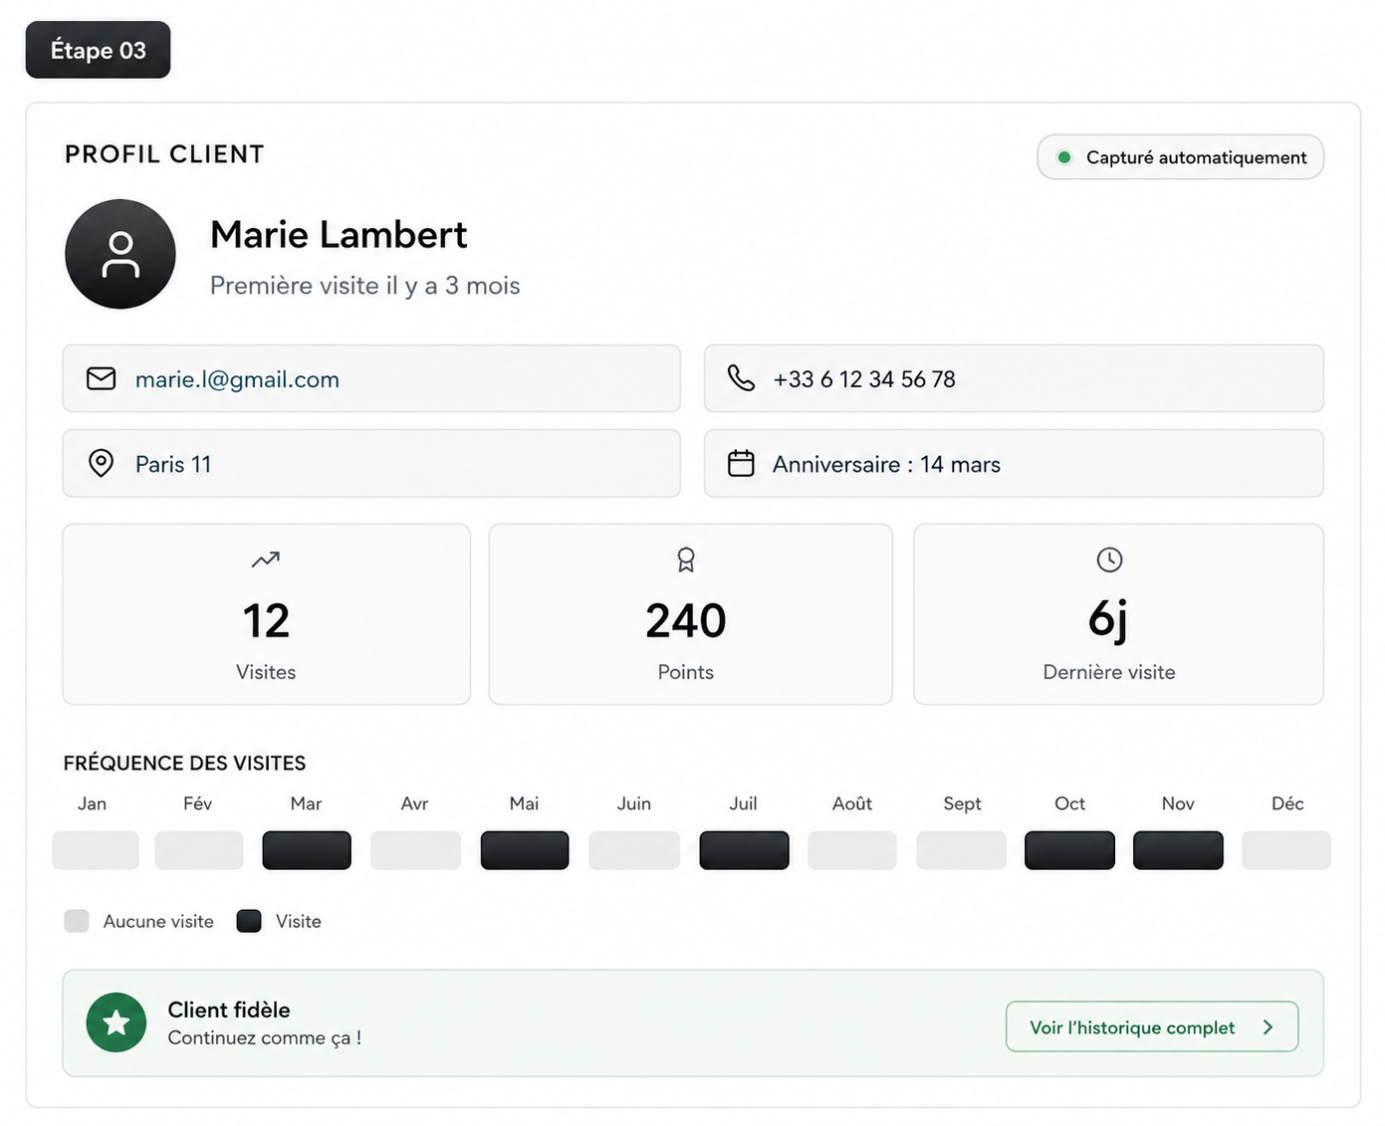 Étape 03
PROFIL CLIENT
Capturé automatiquement
Marie Lambert
Première visite il y a 3 mois
marie.l@gmail.com
+33 6 12 34 56 78
Paris 11
Anniversaire : 14 mars
12
Visites
240
Points
6j
Dernière visite
FRÉQUENCE DES VISITES
Jan Fév Mar Avr Mai Juin Juil Août Sept Oct Nov Déc
Aucune visite Visite
Client fidèle
Continuez comme ça !
Voir l’historique complet